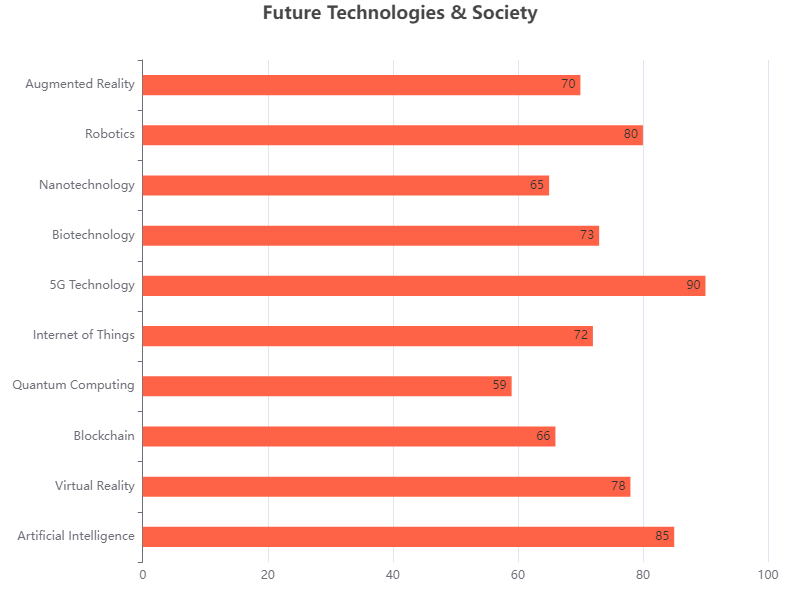 Future Technologies & Society
Augmented Reality 70
Robotics 80
Nanotechnology 65
Biotechnology 73
5G Technology 90
Internet of Things 72
Quantum Computing 59
Blockchain 66
Virtual Reality 78
Artificial Intelligence 85
0 20 40 60 80 100